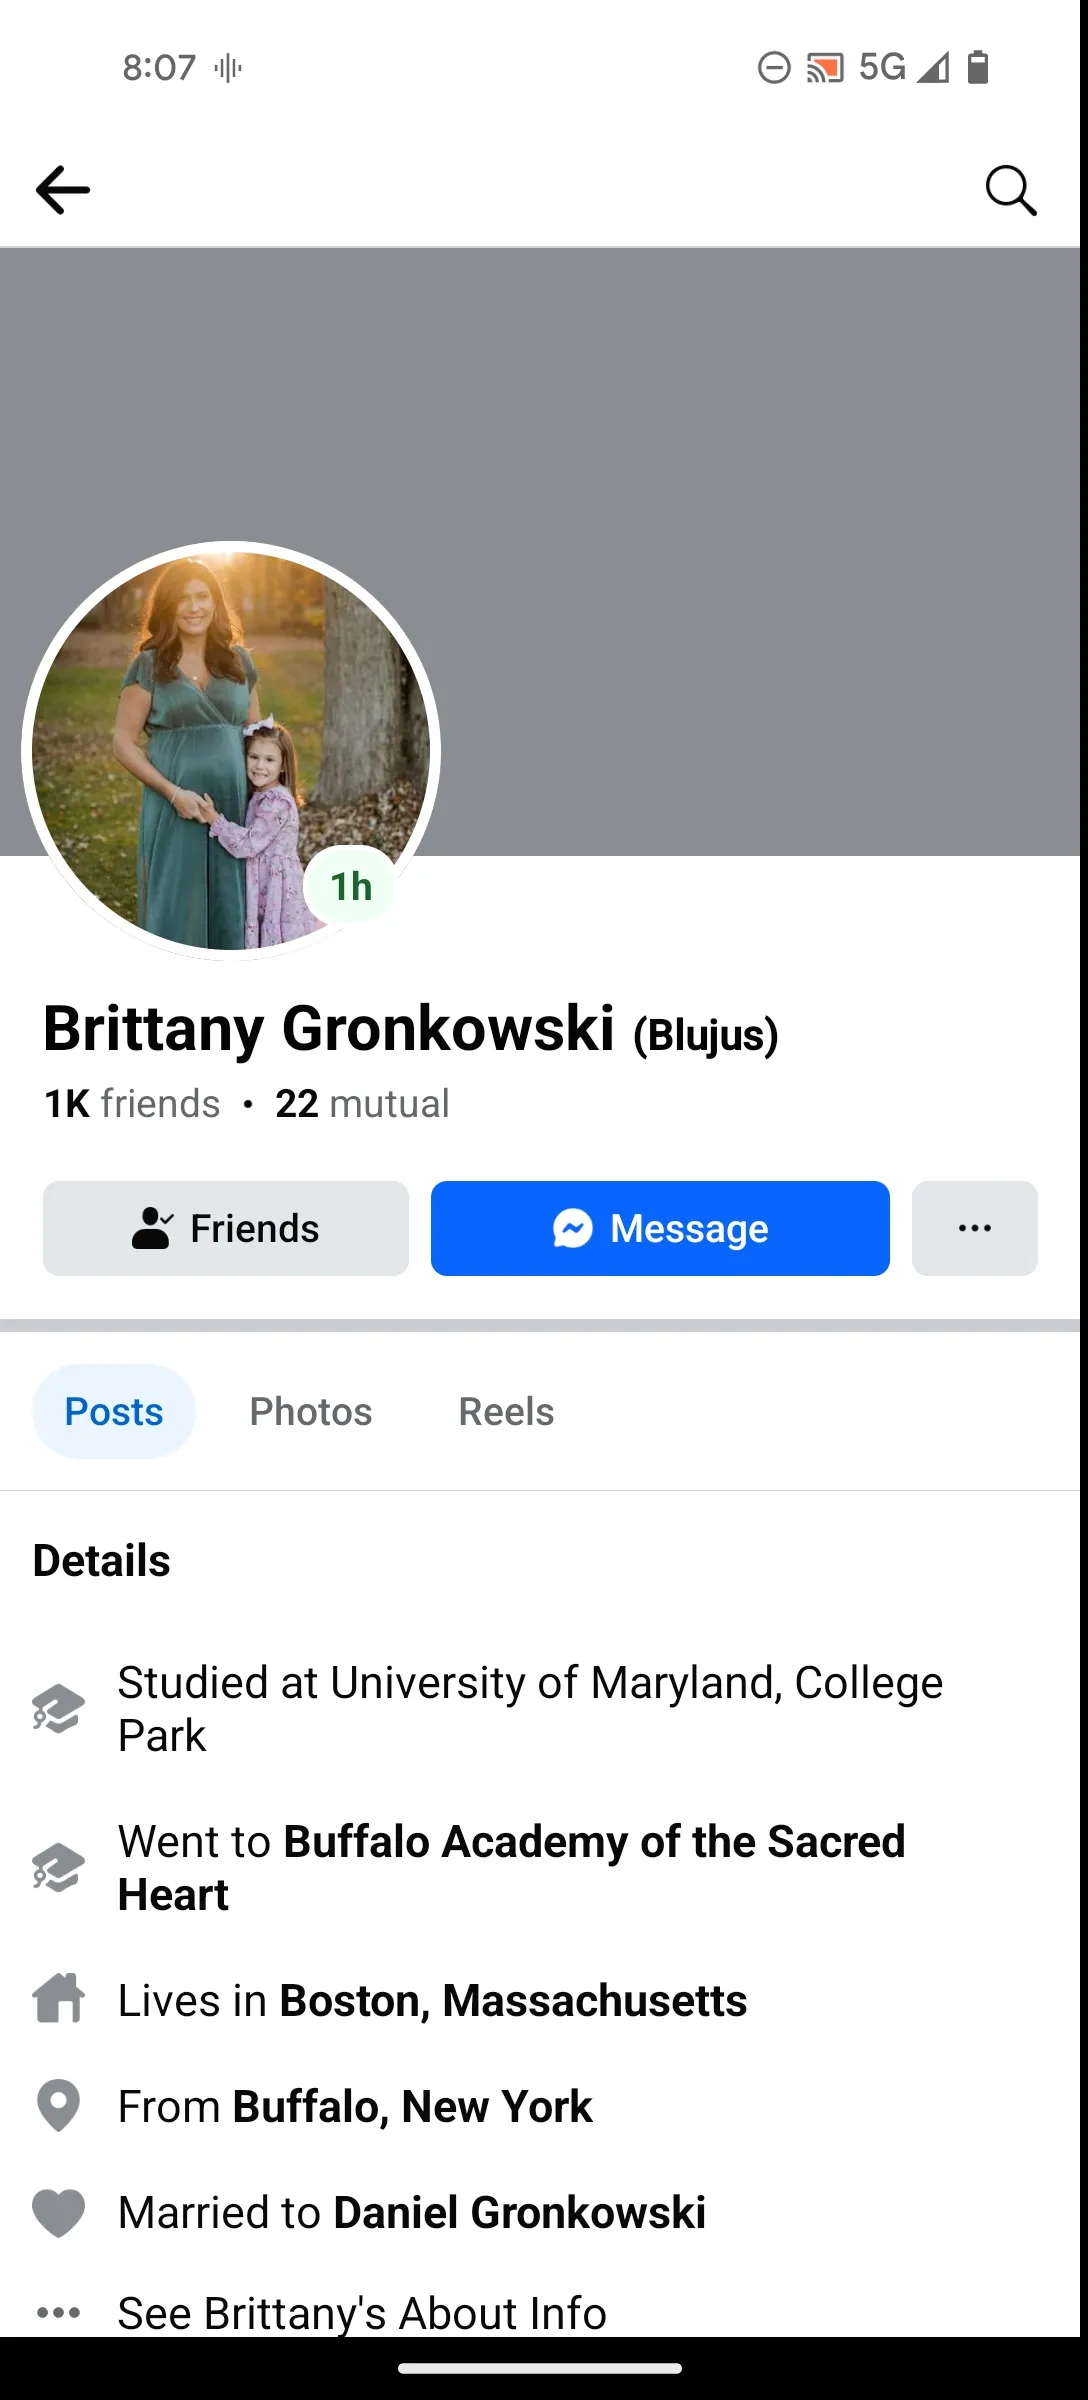 8:07 5G
1h
Brittany Gronkowski (Blujus)
1K friends • 22 mutual
Friends Message
Posts Photos Reels
Details
Studied at University of Maryland, College
Park
Went to Buffalo Academy of the Sacred
Heart
Lives in Boston, Massachusetts
From Buffalo, New York
Married to Daniel Gronkowski
See Brittany's About Info